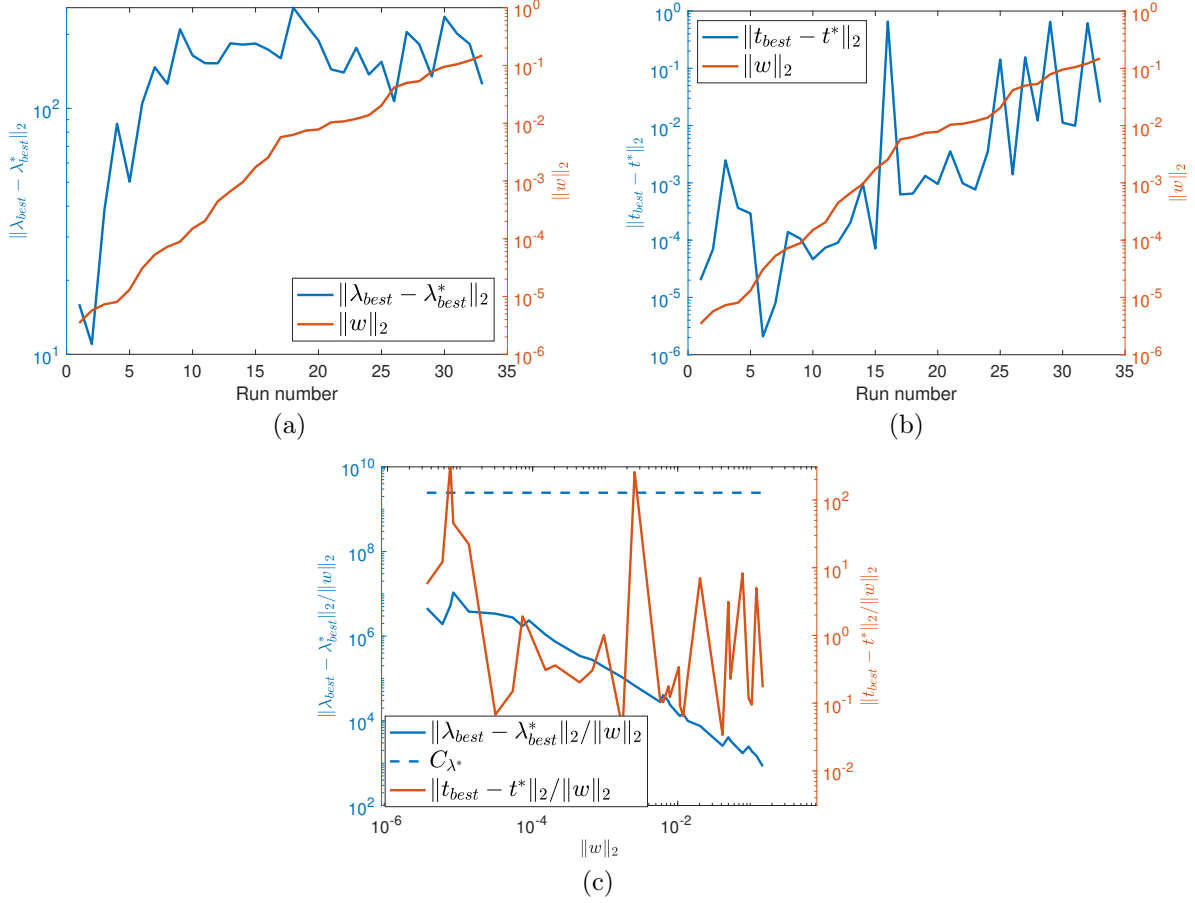 10^2
10^1
‖λ_best − λ*_best‖_2
10^0
10^-1
10^-2
10^-3
10^-4
10^-5
10^-6
‖w‖_2
‖λ_best − λ*_best‖_2
‖w‖_2
0 5 10 15 20 25 30 35
Run number
(a)
10^0
10^-1
10^-2
10^-3
10^-4
10^-5
10^-6
‖t_best − t*‖_2
‖t_best − t*‖_2
‖w‖_2
10^0
10^-1
10^-2
10^-3
10^-4
10^-5
10^-6
‖w‖_2
0 5 10 15 20 25 30 35
Run number
(b)
10^10
10^8
10^6
10^4
10^2
‖λ_best − λ*_best‖_2/‖w‖_2
10^2
10^1
10^0
10^-1
10^-2
‖t_best − t*‖_2/‖w‖_2
‖λ_best − λ*_best‖_2/‖w‖_2
C_λ*
‖t_best − t*‖_2/‖w‖_2
10^-6 10^-4 10^-2
‖w‖_2
(c)